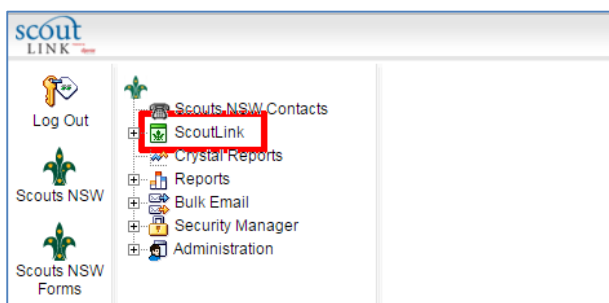 scout
LINK
Log Out
Scouts NSW
Scouts NSW
Forms
Scouts NSW Contacts
ScoutLink
Crystal Reports
Reports
Bulk Email
Security Manager
Administration